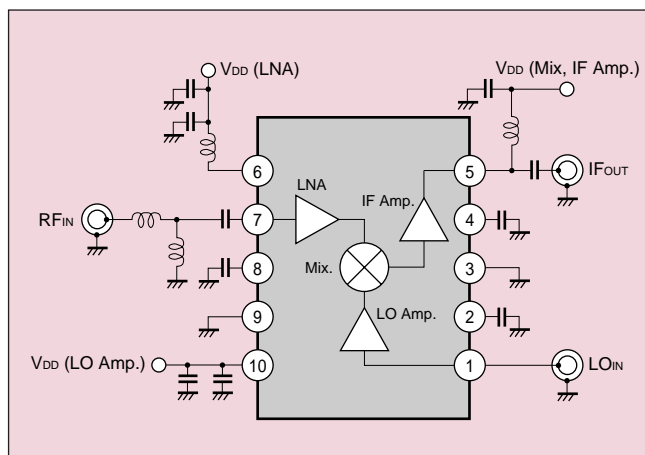 VDD (LNA)
VDD (Mix, IF Amp.)
6
5
IFOUT
LNA
IF Amp.
RFIN
7
4
Mix.
8
3
9
LO Amp.
2
VDD (LO Amp.)
10
1
LOIN